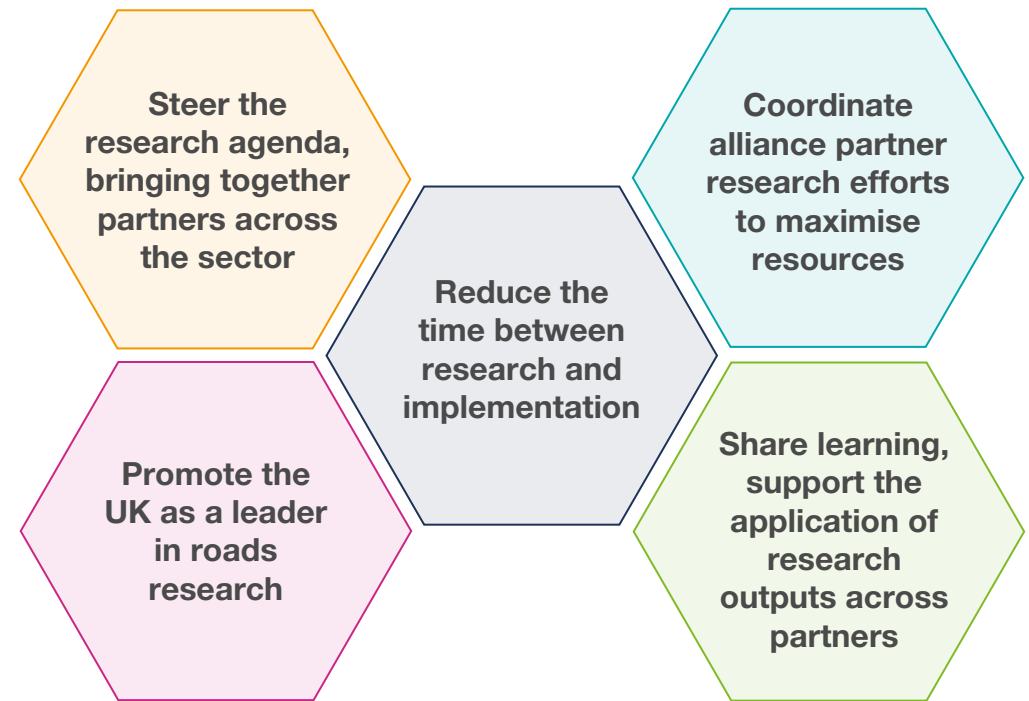 Steer the
research agenda,
bringing together
partners across
the sector
Coordinate
alliance partner
research efforts
to maximise
resources
Reduce the
time between
research and
implementation
Promote the
UK as a leader
in roads
research
Share learning,
support the
application of
research
outputs across
partners